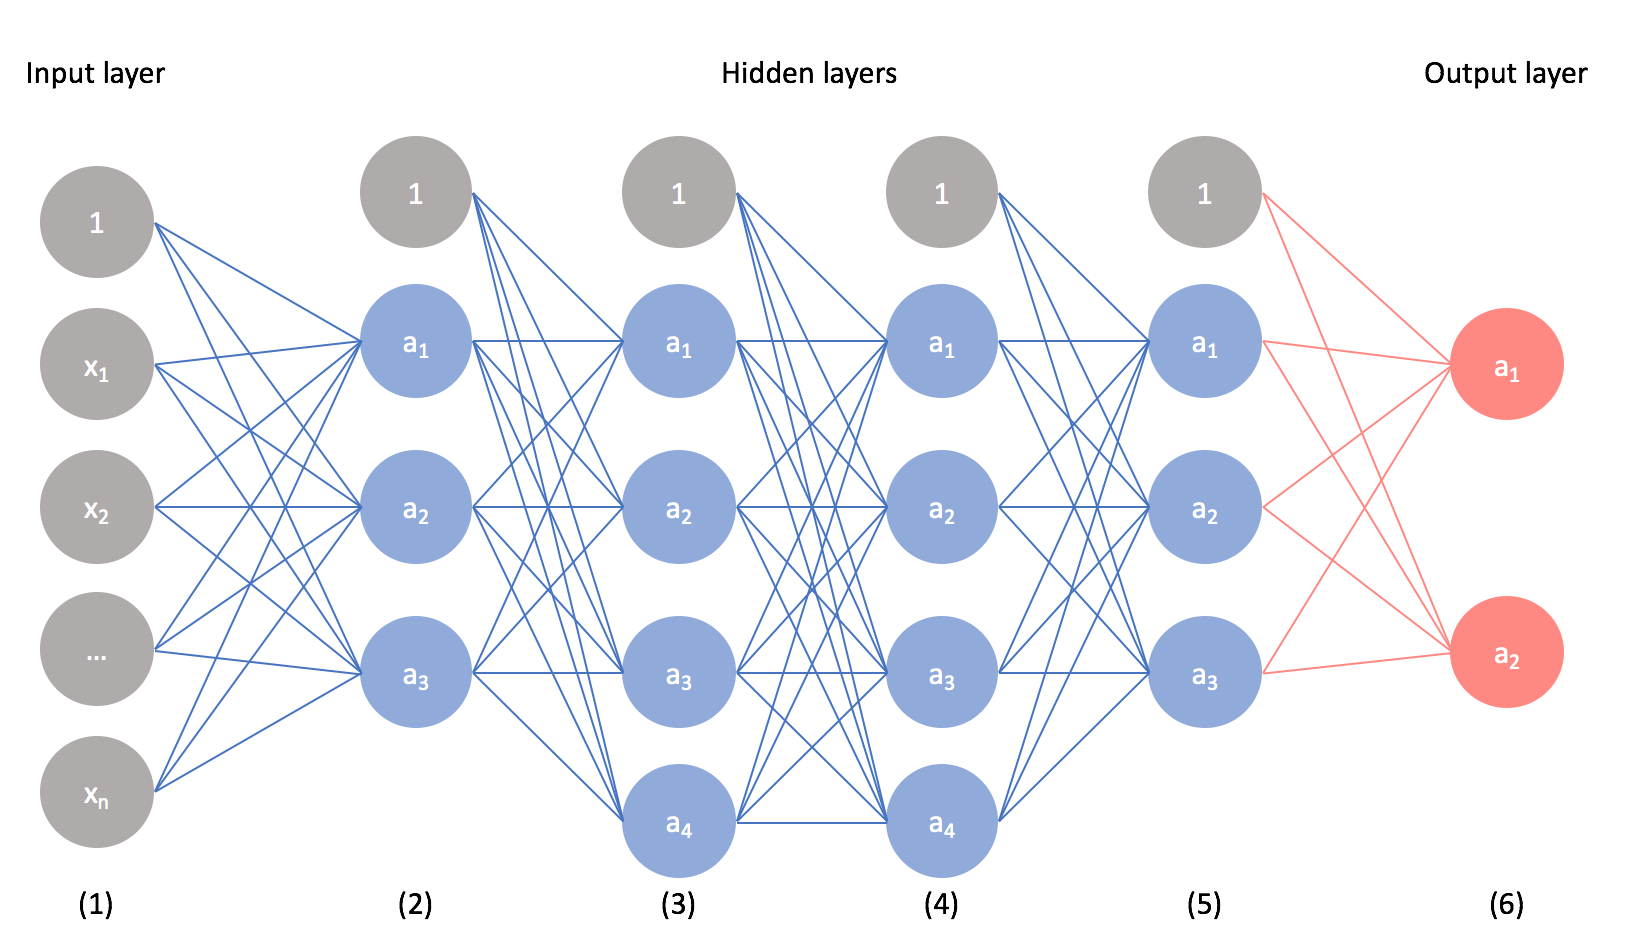 Input layer
Hidden layers
Output layer
1
x1
x2
...
xn
1
a1
a2
a3
1
a1
a2
a3
a4
1
a1
a2
a3
a4
1
a1
a2
a3
a1
a2
(1)
(2)
(3)
(4)
(5)
(6)